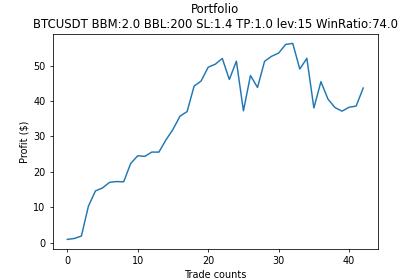 Portfolio
BTCUSDT BBM:2.0 BBL:200 SL:1.4 TP:1.0 lev:15 WinRatio:74.0
Profit ($)
50
40
30
20
10
0
0 10 20 30 40
Trade counts